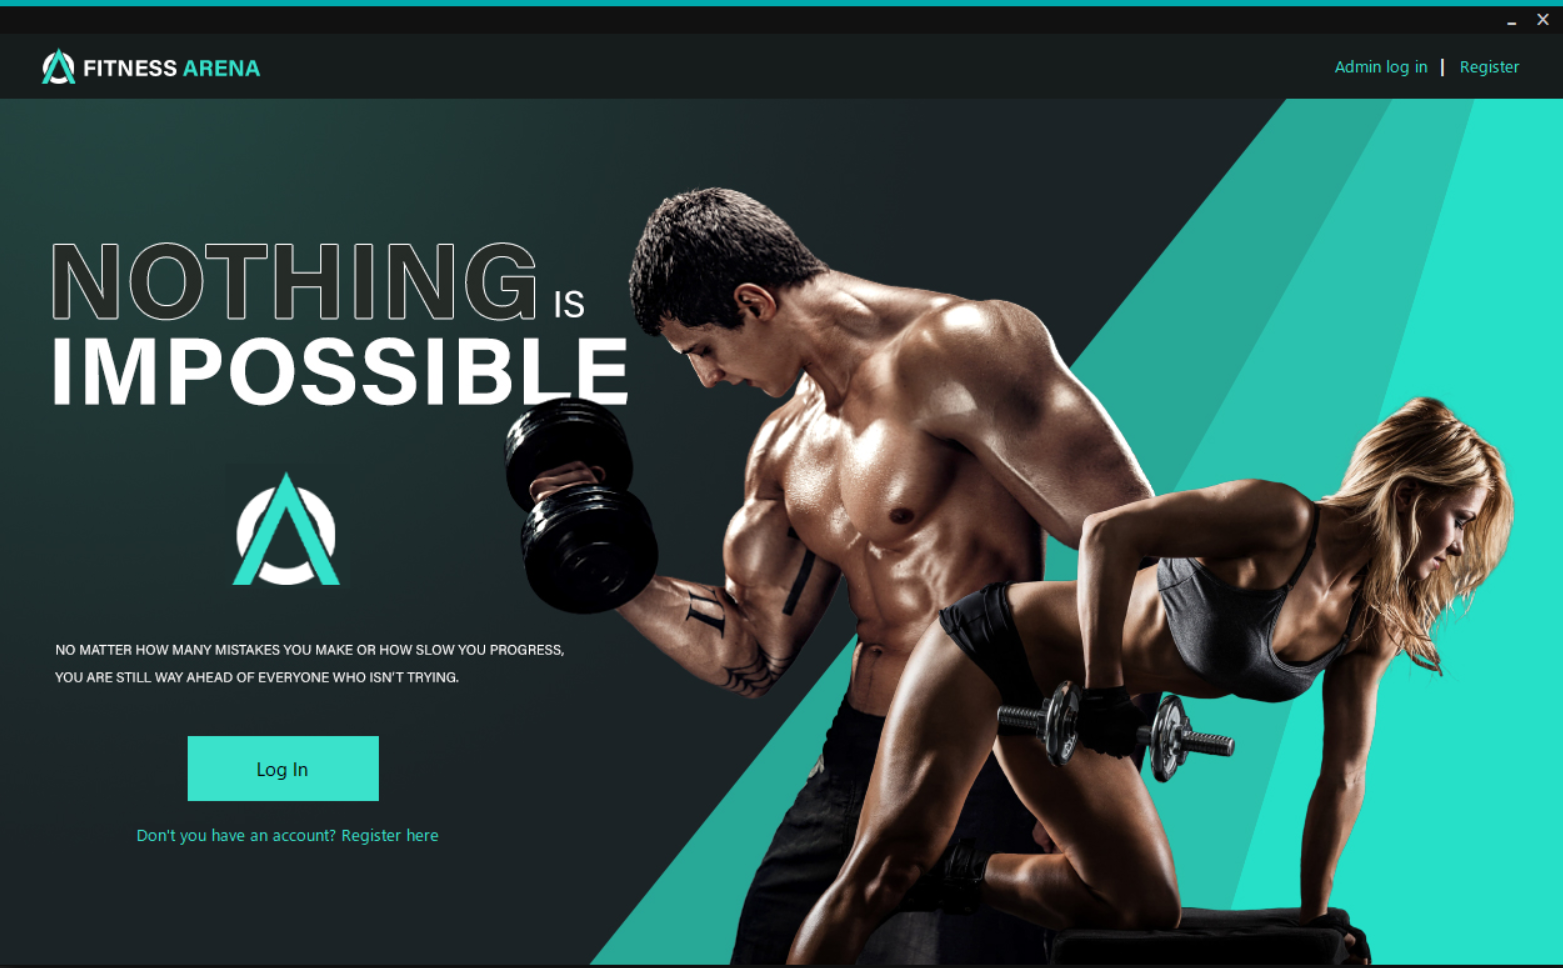 FITNESS ARENA
Admin log in | Register
NOTHING IS
IMPOSSIBLE
NO MATTER HOW MANY MISTAKES YOU MAKE OR HOW SLOW YOU PROGRESS,
YOU ARE STILL WAY AHEAD OF EVERYONE WHO ISN'T TRYING.
Log In
Don't you have an account? Register here